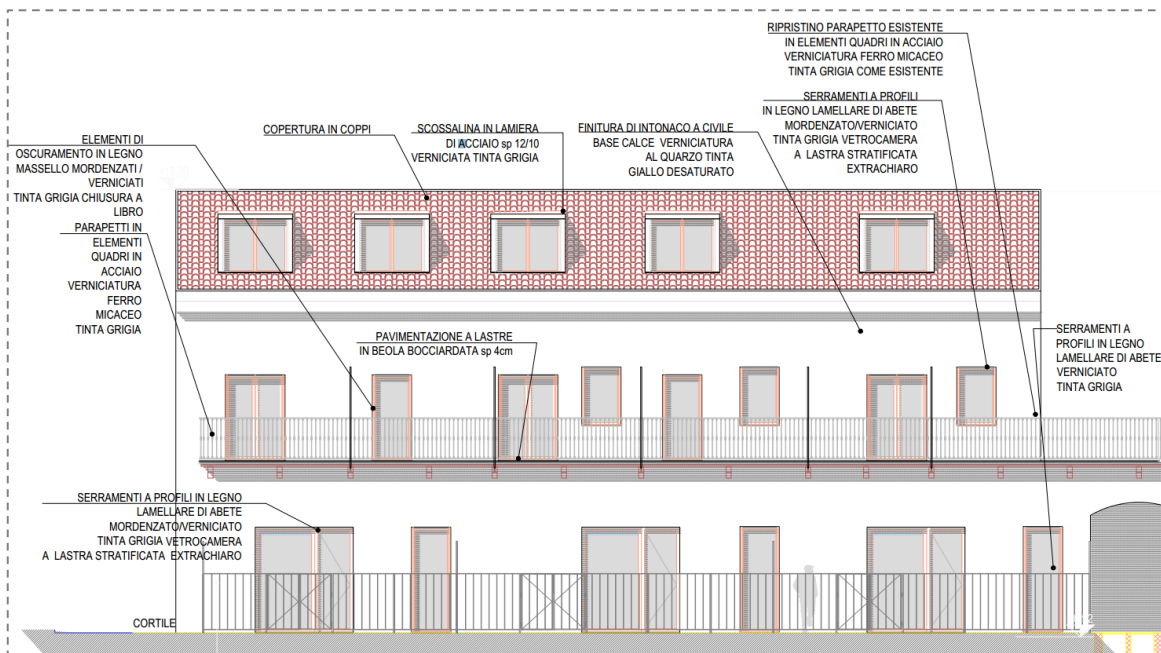 RIPRISTINO PARAPETTO ESISTENTE
IN ELEMENTI QUADRI IN ACCIAIO
VERNICIATURA FERRO MICACEO
TINTA GRIGIA COME ESISTENTE
SERRAMENTI A PROFILI
IN LEGNO LAMELLARE DI ABETE
MORDENZATO/VERNICIATO
TINTA GRIGIA VETROCAMERA
A LASTRA STRATIFICATA
EXTRACHIARO
FINITURA DI INTONACO A CIVILE
BASE CALCE VERNICIATURA
AL QUARZO TINTA
GIALLO DESATURATO
SCOSSALINA IN LAMIERA
DI ACCIAIO sp 12/10
VERNICIATA TINTA GRIGIA
COPERTURA IN COPPI
ELEMENTI DI
OSCURAMENTO IN LEGNO
MASSELLO MORDENZATI /
VERNICIATI
TINTA GRIGIA CHIUSURA A
LIBRO
PARAPETTI IN
ELEMENTI
QUADRI IN
ACCIAIO
VERNICIATURA
FERRO
MICACEO
TINTA GRIGIA
PAVIMENTAZIONE A LASTRE
IN BEOLA BOCCIARDATA sp 4cm
SERRAMENTI A
PROFILI IN LEGNO
LAMELLARE DI ABETE
VERNICIATO
TINTA GRIGIA
SERRAMENTI A PROFILI IN LEGNO
LAMELLARE DI ABETE
MORDENZATO/VERNICIATO
TINTA GRIGIA VETROCAMERA
A LASTRA STRATIFICATA EXTRACHIARO
CORTILE